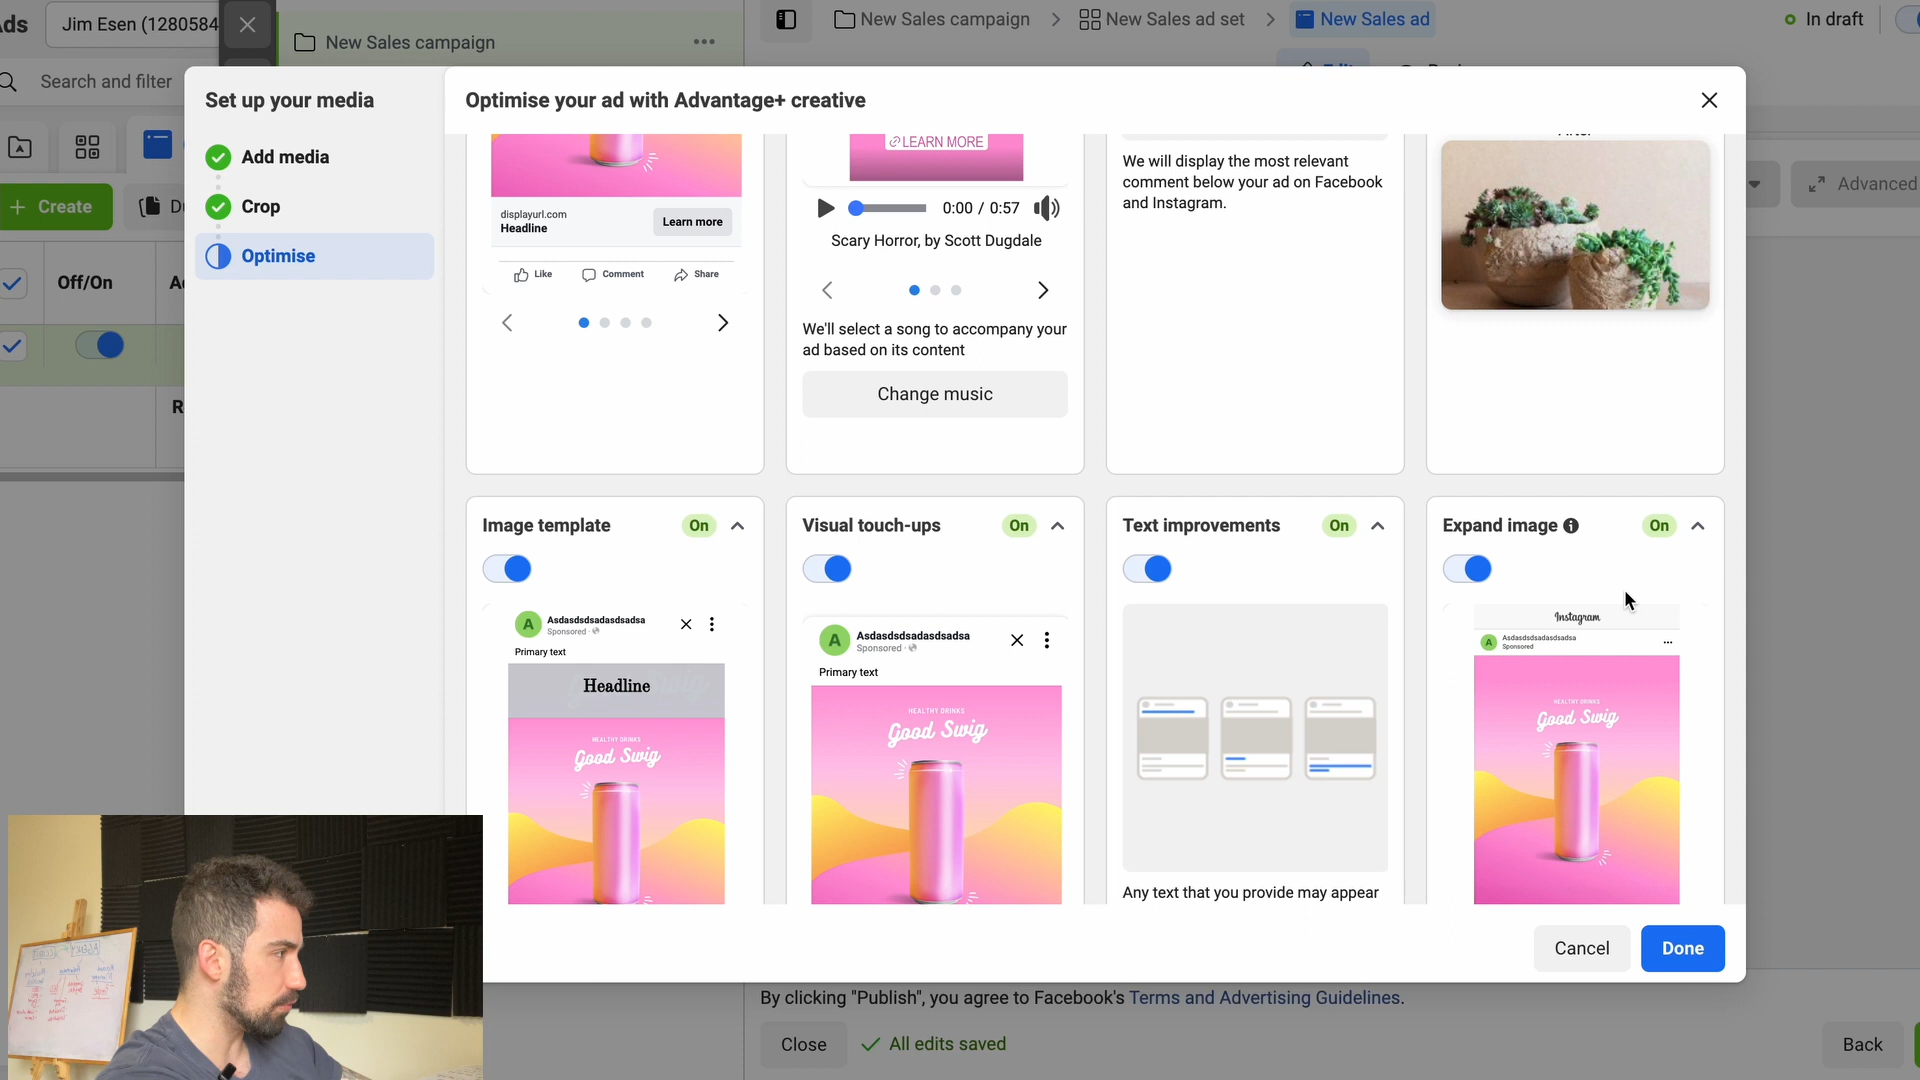 ds
Jim Esen (1280584
New Sales campaign
New Sales campaign
New Sales ad set
New Sales ad
In draft
Search and filter
Create
Off/On
Advanced
Set up your media
Add media
Crop
Optimise
Optimise your ad with Advantage+ creative
displayurl.com
Headline
Learn more
Like
Comment
Share
LEARN MORE
0:00 / 0:57
Scary Horror, by Scott Dugdale
We'll select a song to accompany your
ad based on its content
Change music
We will display the most relevant
comment below your ad on Facebook
and Instagram.
Image template
On
A
Asdasdsdsadasdsadsa
Sponsored
Primary text
Headline
HEALTHY DRINKS
Good Swig
Visual touch-ups
On
A
Asdasdsdsadasdsadsa
Sponsored
Primary text
HEALTHY DRINKS
Good Swig
Text improvements
On
Any text that you provide may appear
Expand image
On
Instagram
A
Asdasdsdsadasdsadsa
Sponsored
HEALTHY DRINKS
Good Swig
Cancel
Done
By clicking "Publish", you agree to Facebook's Terms and Advertising Guidelines.
Close
All edits saved
Back